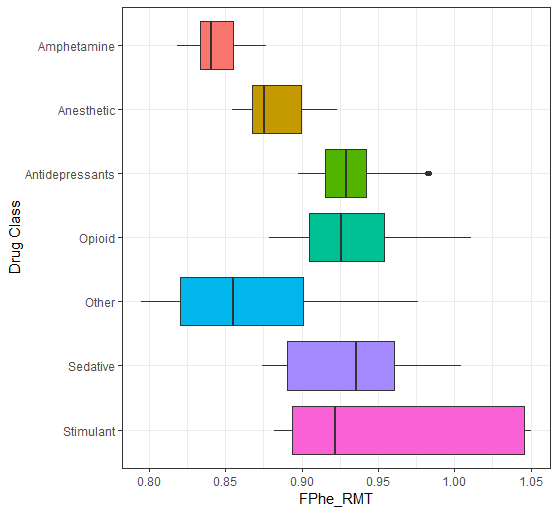 Drug Class
Amphetamine
Anesthetic
Antidepressants
Opioid
Other
Sedative
Stimulant
0.80 0.85 0.90 0.95 1.00 1.05
FPhe_RMT